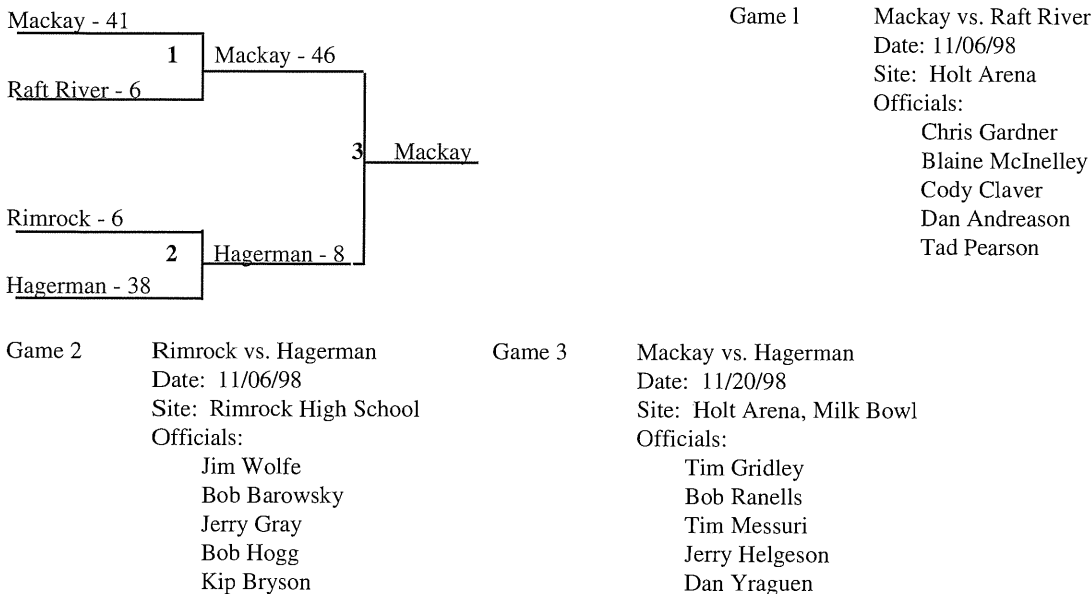 Mackay - 41
1
Mackay - 46
Raft River - 6
3
Mackay
Rimrock - 6
2
Hagerman - 8
Hagerman - 38
Game 1
Mackay vs. Raft River
Date: 11/06/98
Site: Holt Arena
Officials:
Chris Gardner
Blaine McInelley
Cody Claver
Dan Andreason
Tad Pearson
Game 2
Rimrock vs. Hagerman
Date: 11/06/98
Site: Rimrock High School
Officials:
Jim Wolfe
Bob Barowsky
Jerry Gray
Bob Hogg
Kip Bryson
Game 3
Mackay vs. Hagerman
Date: 11/20/98
Site: Holt Arena, Milk Bowl
Officials:
Tim Gridley
Bob Ranells
Tim Messuri
Jerry Helgeson
Dan Yraguen